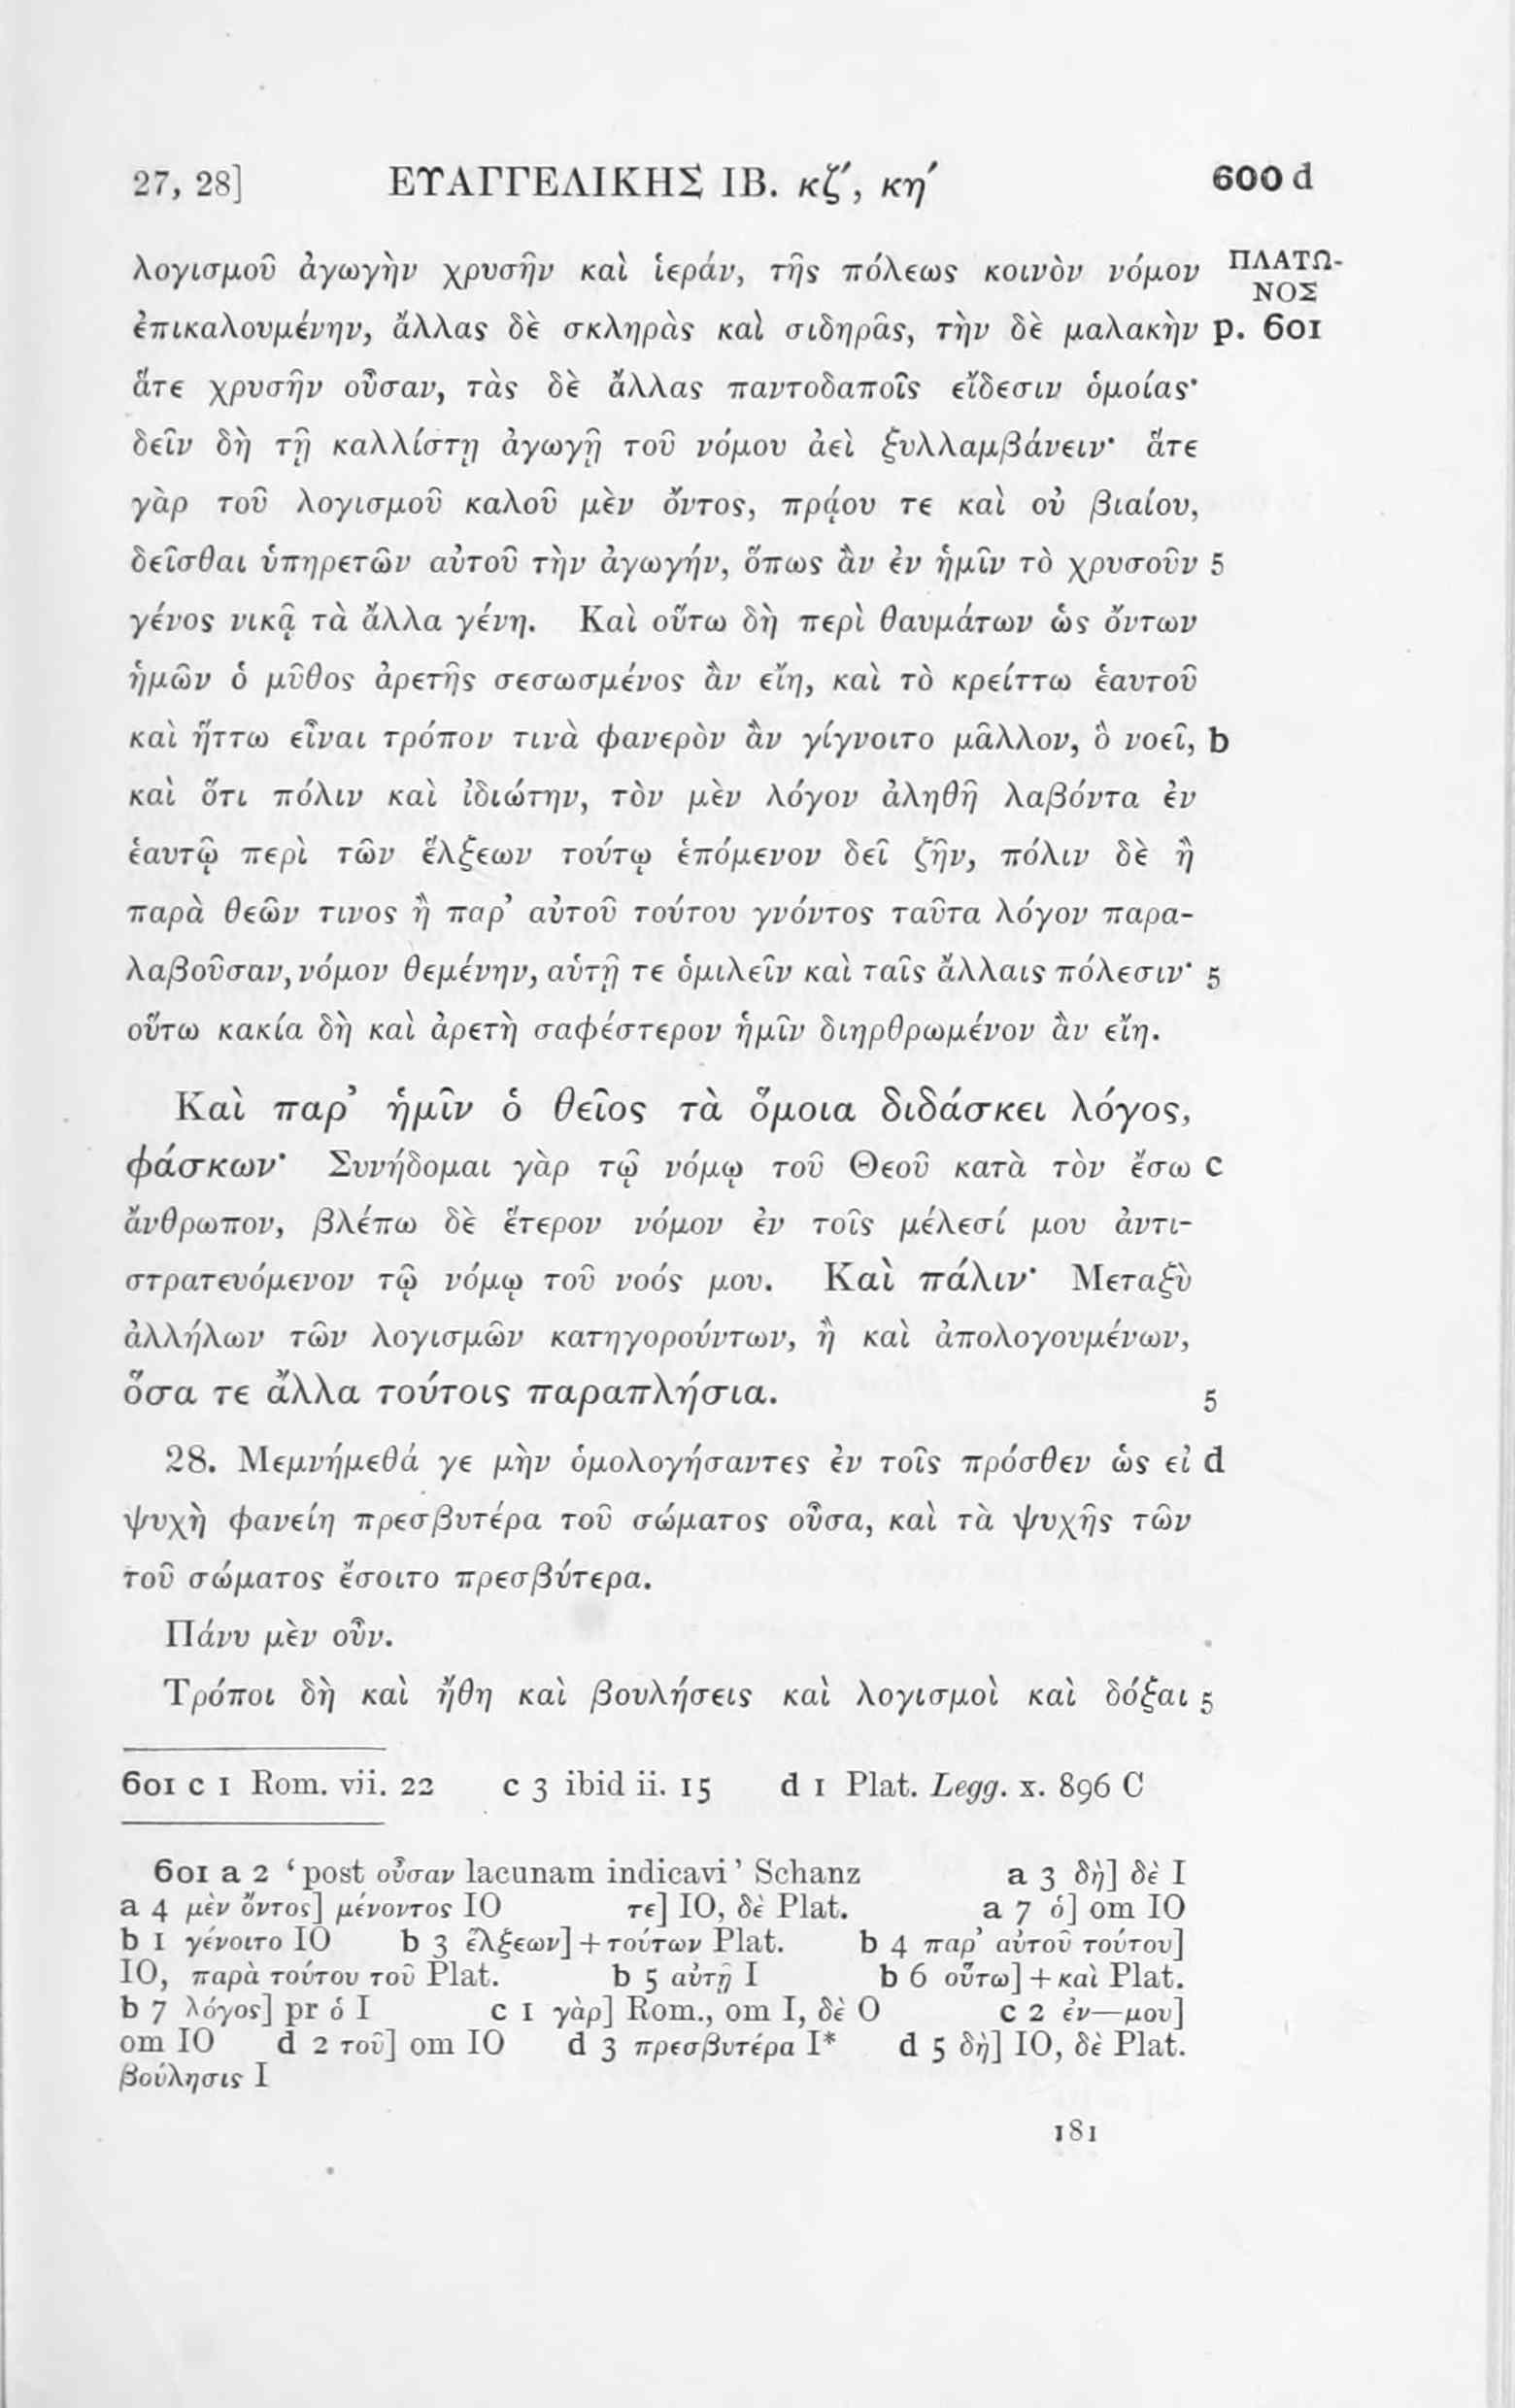 27, 28] ΕΥΑΓΓΕΛΙΚΗΣ ΙΒ. κζʹ, κηʹ 600 d
λογισμοῦ ἀγωγὴν χρυσῆν καὶ ἱεράν, τῆς πόλεως κοινὸν νόμον ΠΛΑΤΩ-
ΝΟΣ
ἐπικαλουμένην, ἄλλας δὲ σκληρὰς καὶ σιδηρᾶς, τὴν δὲ μαλακὴν p. 601
ἅτε χρυσῆν οὖσαν, τὰς δὲ ἄλλας παντοδαποῖς εἴδεσιν ὁμοίας·
δεῖν δὴ τῇ καλλίστῃ ἀγωγῇ τοῦ νόμου ἀεὶ ξυλλαμβάνειν· ἅτε
γὰρ τοῦ λογισμοῦ καλοῦ μὲν ὄντος, πρᾴου τε καὶ οὐ βιαίου,
δεῖσθαι ὑπηρετῶν αὐτοῦ τὴν ἀγωγήν, ὅπως ἂν ἐν ἡμῖν τὸ χρυσοῦν 5
γένος νικᾷ τὰ ἄλλα γένη. Καὶ οὕτω δὴ περὶ θαυμάτων ὡς ὄντων
ἡμῶν ὁ μῦθος ἀρετῆς σεσωσμένος ἂν εἴη, καὶ τὸ κρείττω ἑαυτοῦ
καὶ ἥττω εἶναι τρόπον τινὰ φανερὸν ἂν γίγνοιτο μᾶλλον, ὃ νοεῖ, b
καὶ ὅτι πόλιν καὶ ἰδιώτην, τὸν μὲν λόγον ἀληθῆ λαβόντα ἐν
ἑαυτῷ περὶ τῶν ἕλξεων τούτῳ ἑπόμενον δεῖ ζῆν, πόλιν δὲ ἢ
παρὰ θεῶν τινος ἢ παρ’ αὐτοῦ τούτου γνόντος ταῦτα λόγον παρα-
λαβοῦσαν, νόμον θεμένην, αὑτῇ τε ὁμιλεῖν καὶ ταῖς ἄλλαις πόλεσιν· 5
οὕτω κακία δὴ καὶ ἀρετὴ σαφέστερον ἡμῖν διηρθρωμένον ἂν εἴη.
Καὶ παρ’ ἡμῖν ὁ θεῖος τὰ ὅμοια διδάσκει λόγος,
φάσκων· Συνήδομαι γὰρ τῷ νόμῳ τοῦ Θεοῦ κατὰ τὸν ἔσω c
ἄνθρωπον, βλέπω δὲ ἕτερον νόμον ἐν τοῖς μέλεσί μου ἀντι-
στρατευόμενον τῷ νόμῳ τοῦ νοός μου. Καὶ πάλιν· Μεταξὺ
ἀλλήλων τῶν λογισμῶν κατηγορούντων, ἢ καὶ ἀπολογουμένων,
ὅσα τε ἄλλα τούτοις παραπλήσια. 5
28. Μεμνήμεθά γε μὴν ὁμολογήσαντες ἐν τοῖς πρόσθεν ὡς εἰ d
ψυχὴ φανείη πρεσβυτέρα τοῦ σώματος οὖσα, καὶ τὰ ψυχῆς τῶν
τοῦ σώματος ἔσοιτο πρεσβύτερα.
Πάνυ μὲν οὖν.
Τρόποι δὴ καὶ ἤθη καὶ βουλήσεις καὶ λογισμοὶ καὶ δόξαι 5
601 c 1 Rom. vii. 22 c 3 ibid ii. 15 d 1 Plat. Legg. x. 896 C
601 a 2 ‘post οὖσαν lacunam indicavi’ Schanz a 3 δὴ] δὲ I
a 4 μὲν ὄντος] μένοντος IO τε] IO, δὲ Plat. a 7 ὁ] om IO
b 1 γένοιτο IO b 3 ἕλξεων] + τούτων Plat. b 4 παρ’ αὐτοῦ τούτου]
IO, παρὰ τούτου τοῦ Plat. b 5 αὐτῇ I b 6 οὕτω] + καὶ Plat.
b 7 λόγος] pr ὁ I c 1 γὰρ] Rom., om I, δὲ O c 2 ἐν—μου]
om IO d 2 τοῦ] om IO d 3 πρεσβυτέρα I* d 5 δὴ] IO, δὲ Plat.
βούλησις I
181